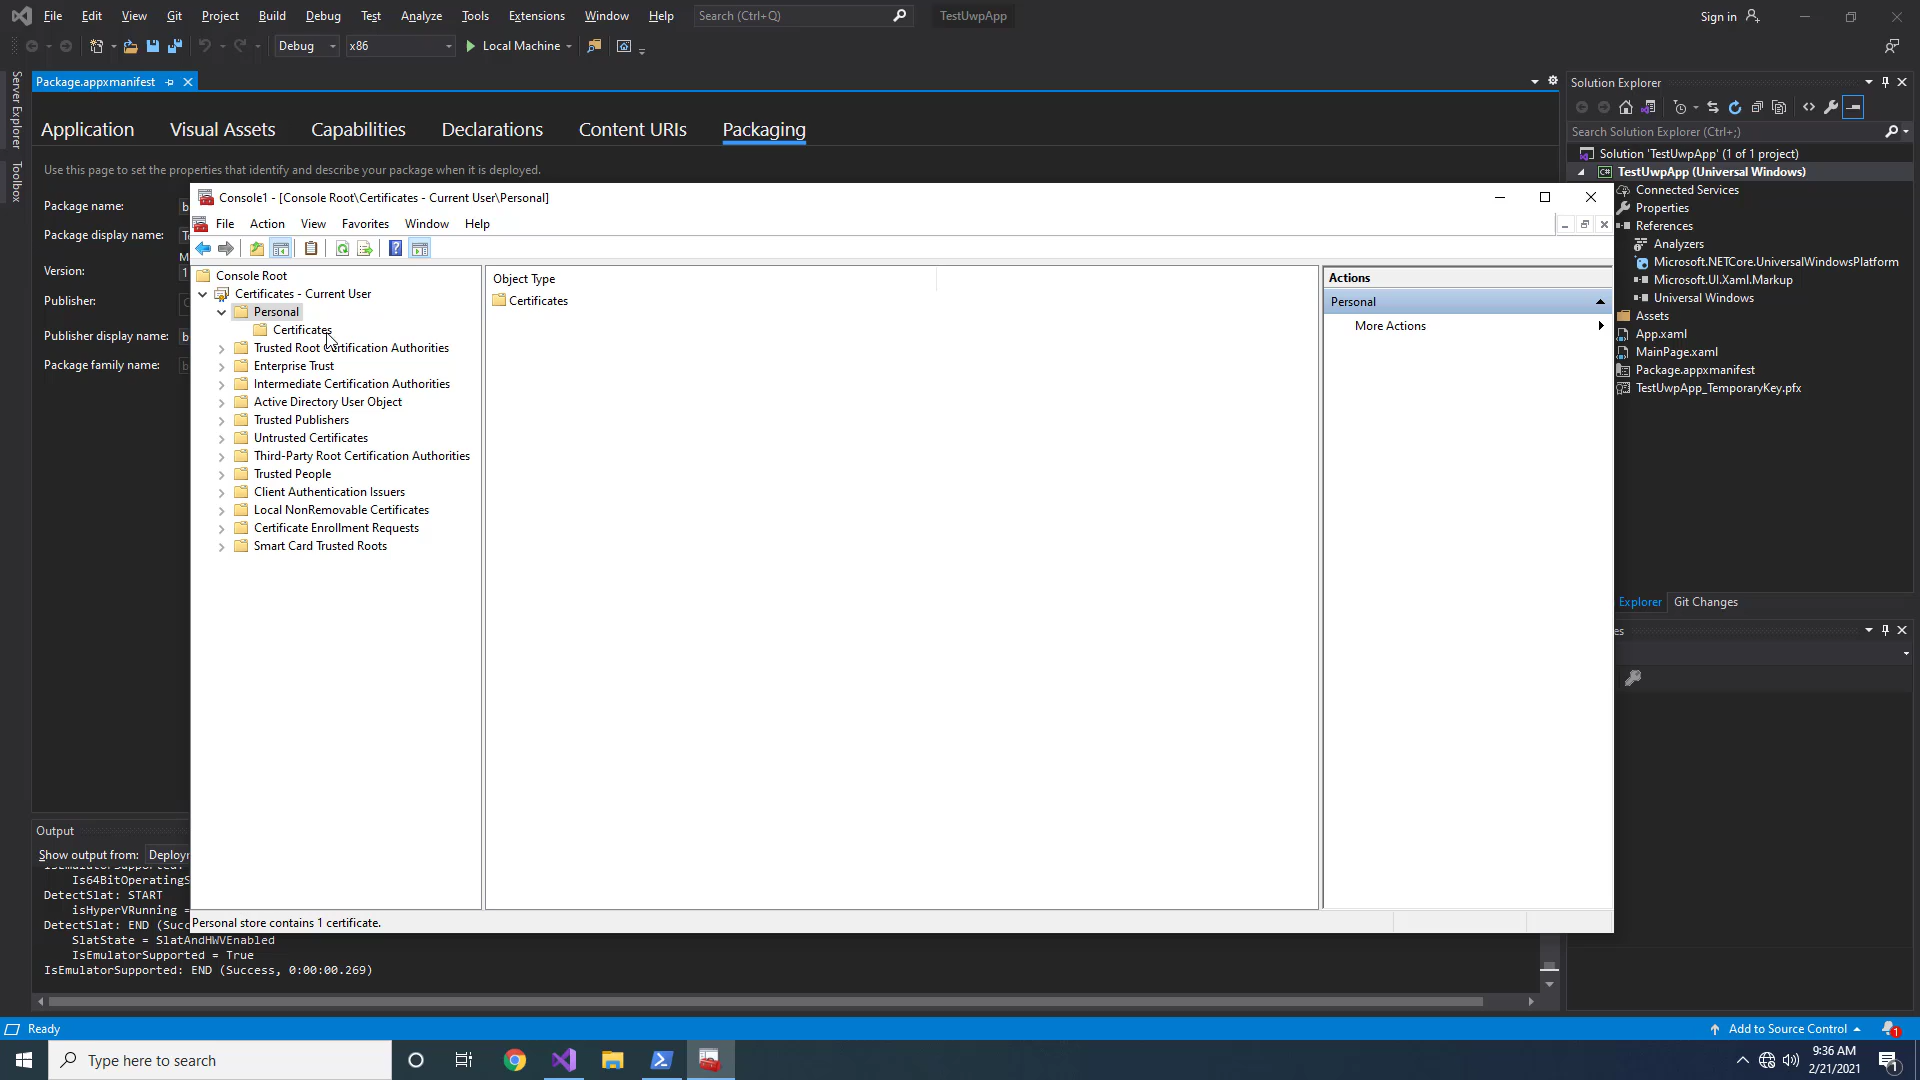 File Edit View Git Project Build Debug Test Analyze Tools Extensions Window Help Search (Ctrl+Q) TestUwpApp Sign in
Debug x86 Local Machine
Server Explorer
Toolbox
Package.appxmanifest
Application Visual Assets Capabilities Declarations Content URIs Packaging
Use this page to set the properties that identify and describe your package when it is deployed.
Package name: b
Package display name:
Version: 1
Publisher:
Publisher display name: b
Package family name: b
Console1 - [Console Root\Certificates - Current User\Personal]
File Action View Favorites Window Help
Console Root
Certificates - Current User
Personal
Certificates
Trusted Root Certification Authorities
Enterprise Trust
Intermediate Certification Authorities
Active Directory User Object
Trusted Publishers
Untrusted Certificates
Third-Party Root Certification Authorities
Trusted People
Client Authentication Issuers
Local NonRemovable Certificates
Certificate Enrollment Requests
Smart Card Trusted Roots
Object Type
Certificates
Actions
Personal
More Actions
Personal store contains 1 certificate.
Solution Explorer
Search Solution Explorer (Ctrl+;)
Solution 'TestUwpApp' (1 of 1 project)
TestUwpApp (Universal Windows)
Connected Services
Properties
References
Analyzers
Microsoft.NETCore.UniversalWindowsPlatform
Microsoft.UI.Xaml.Markup
Universal Windows
Assets
App.xaml
MainPage.xaml
Package.appxmanifest
TestUwpApp_TemporaryKey.pfx
Explorer Git Changes
es
Output
Show output from: Deployr
Is64BitOperatingS
DetectSlat: START
isHyperVRunning =
DetectSlat: END (Succ
SlatState = SlatAndHWVEnabled
IsEmulatorSupported = True
IsEmulatorSupported: END (Success, 0:00:00.269)
Ready Add to Source Control 1
Type here to search
9:36 AM
2/21/2021
1